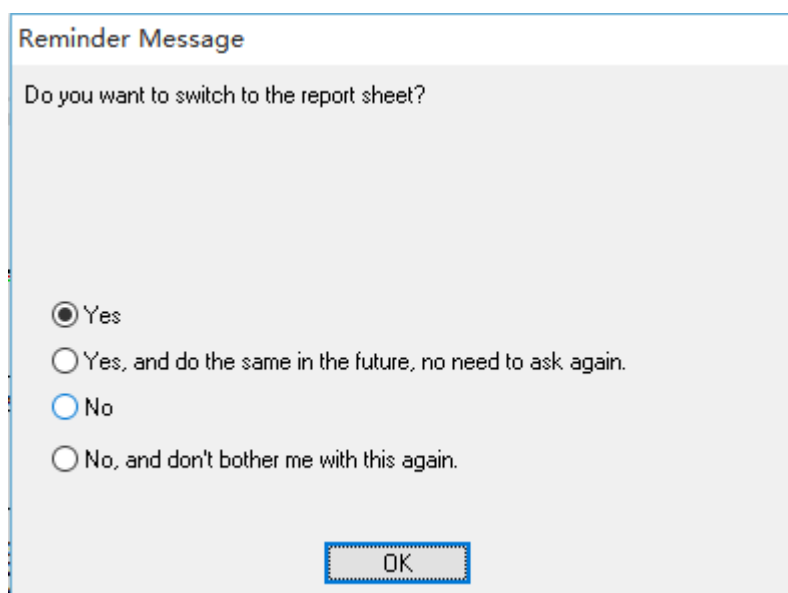 Reminder Message
Do you want to switch to the report sheet?
Yes
Yes, and do the same in the future, no need to ask again.
No
No, and don't bother me with this again.
OK